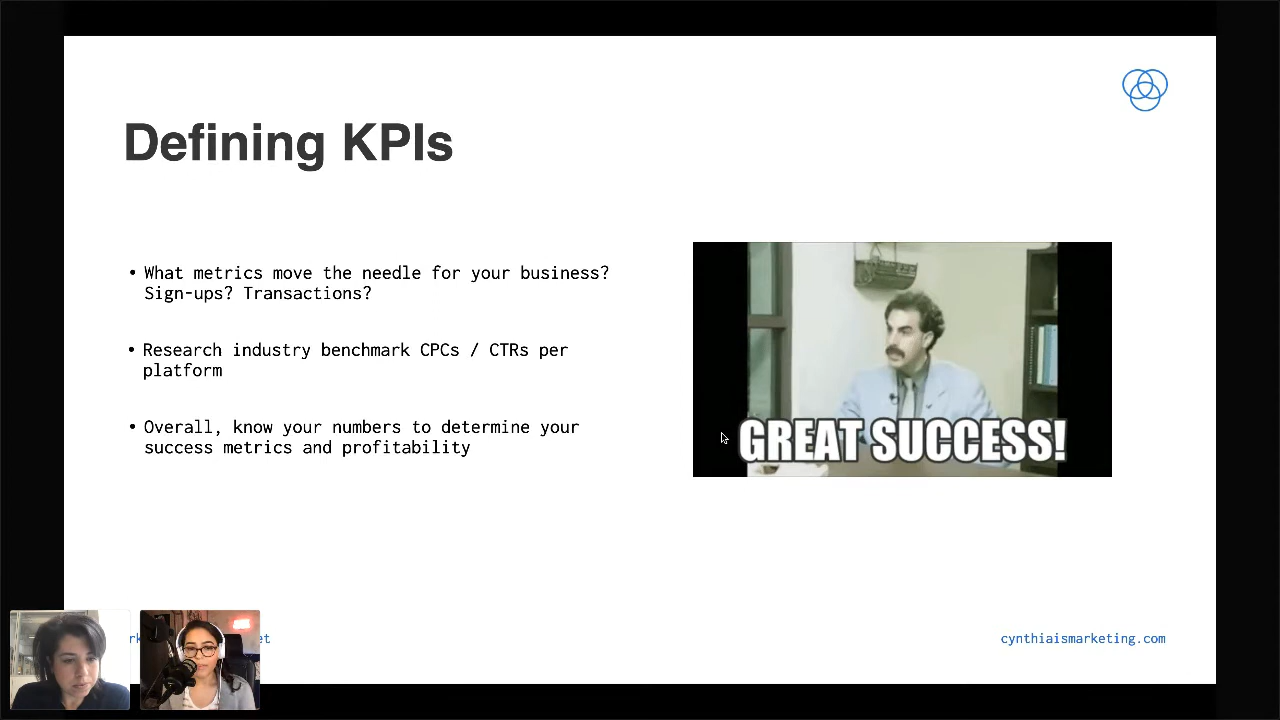 Defining KPIs
• What metrics move the needle for your business?
Sign-ups? Transactions?
• Research industry benchmark CPCs / CTRs per
platform
• Overall, know your numbers to determine your
success metrics and profitability
GREAT SUCCESS!
cynthiaismarketing.com